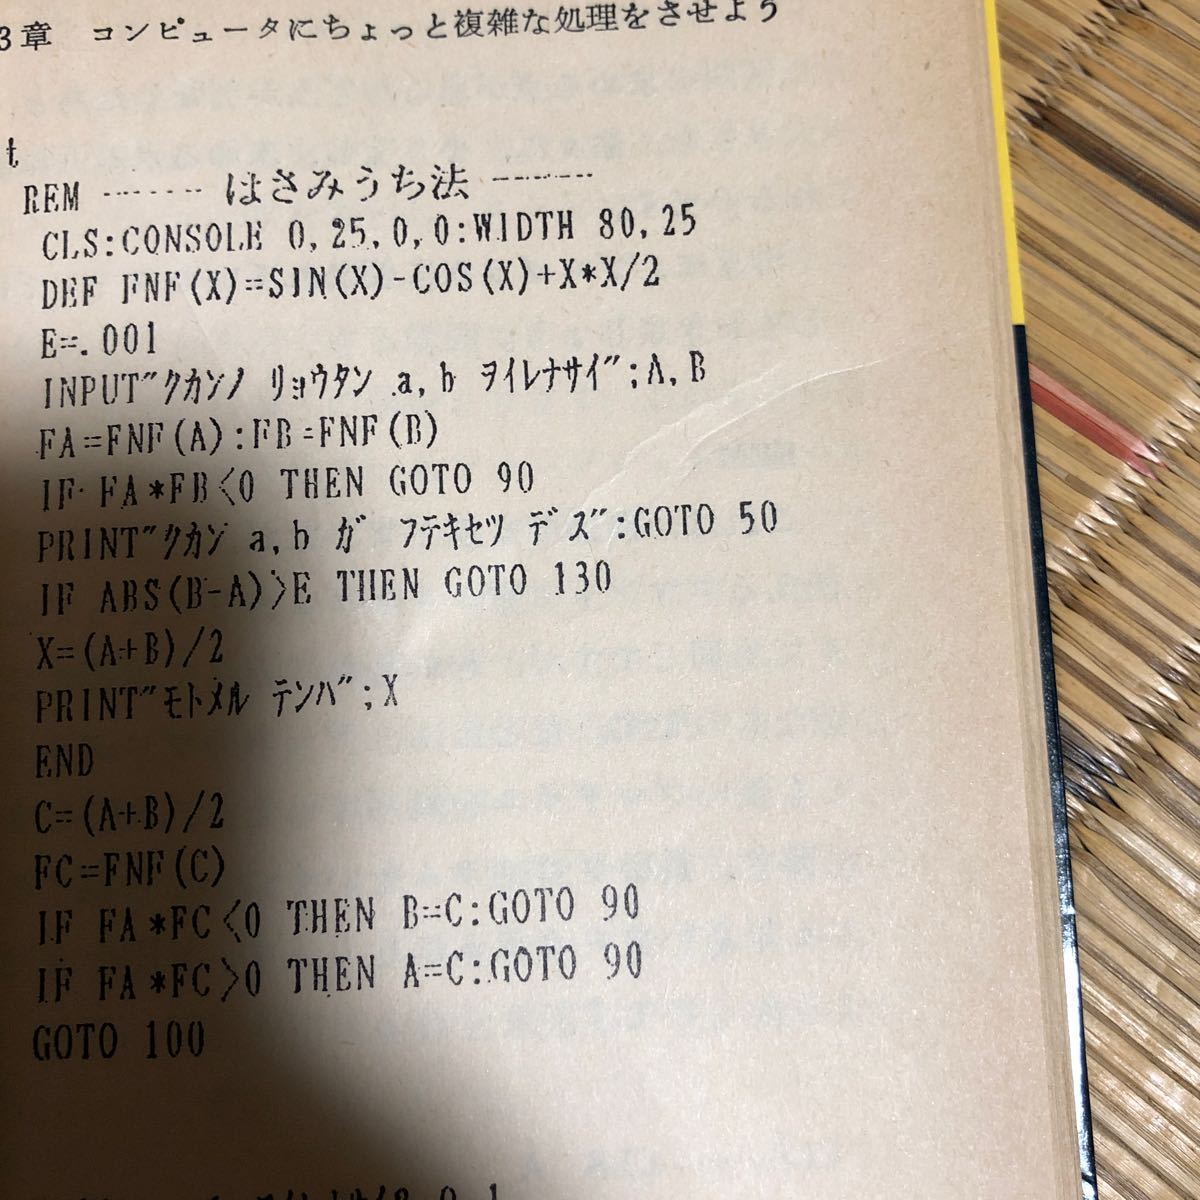 3章 コンピュータにちょっと複雑な処理をさせよう
t
REM -------- はさみうち法 --------
CLS:CONSOLE 0,25,0,0:WIDTH 80,25
DEF FNF(X)=SIN(X)-COS(X)+X*X/2
E=.001
INPUT"クカンノ リョウタン a,b ヲイレナサイ";A,B
FA=FNF(A):FB=FNF(B)
IF FA*FB<0 THEN GOTO 90
PRINT"クカン a,b ガ フテキセツ デス":GOTO 50
IF ABS(B-A)>E THEN GOTO 130
X=(A+B)/2
PRINT"モトメル テンハ";X
END
C=(A+B)/2
FC=FNF(C)
IF FA*FC<0 THEN B=C:GOTO 90
IF FA*FC>0 THEN A=C:GOTO 90
GOTO 100